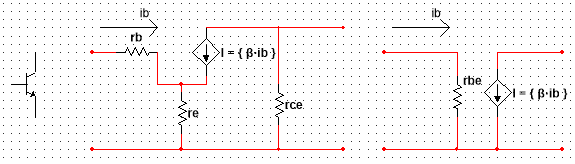 ib
rb
I = { β·ib }
re
rce
ib
rbe
I = { β·ib }